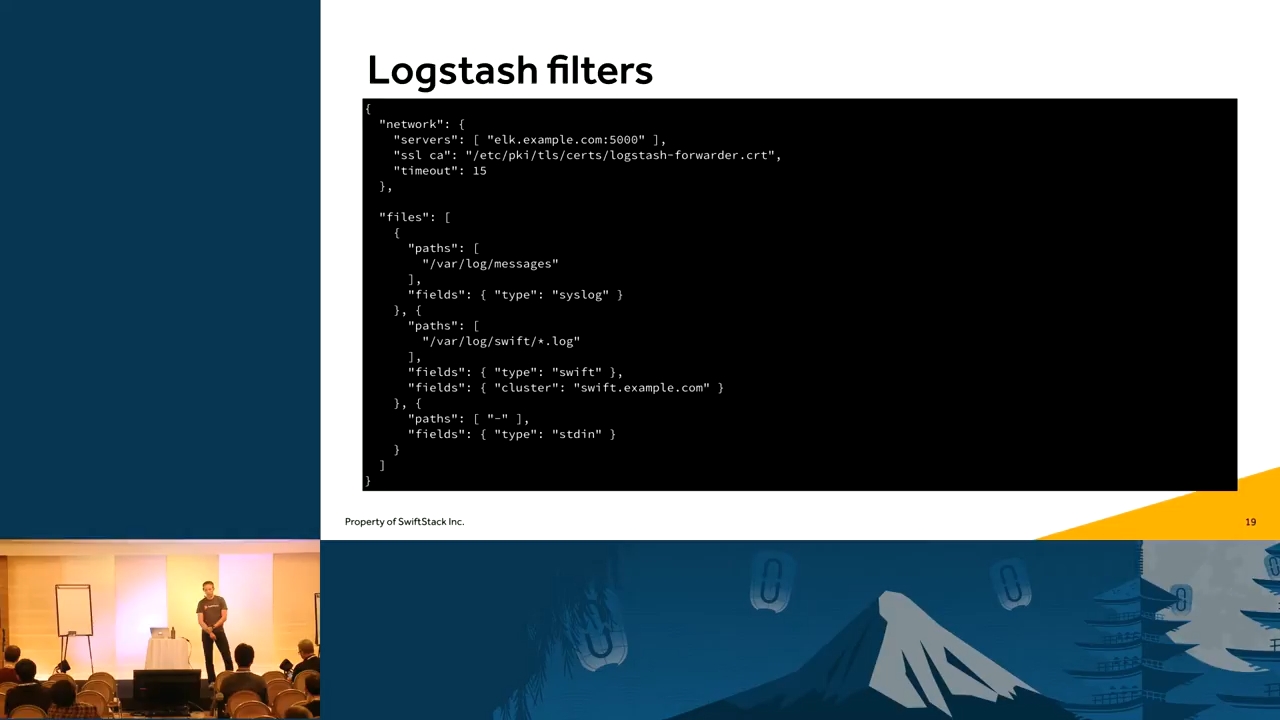 Logstash filters
{
  "network": {
    "servers": [ "elk.example.com:5000" ],
    "ssl ca": "/etc/pki/tls/certs/logstash-forwarder.crt",
    "timeout": 15
  },

  "files": [
    {
      "paths": [
        "/var/log/messages"
      ],
      "fields": { "type": "syslog" }
    }, {
      "paths": [
        "/var/log/swift/*.log"
      ],
      "fields": { "type": "swift" },
      "fields": { "cluster": "swift.example.com" }
    }, {
      "paths": [ "-" ],
      "fields": { "type": "stdin" }
    }
  ]
}
Property of SwiftStack Inc.
19